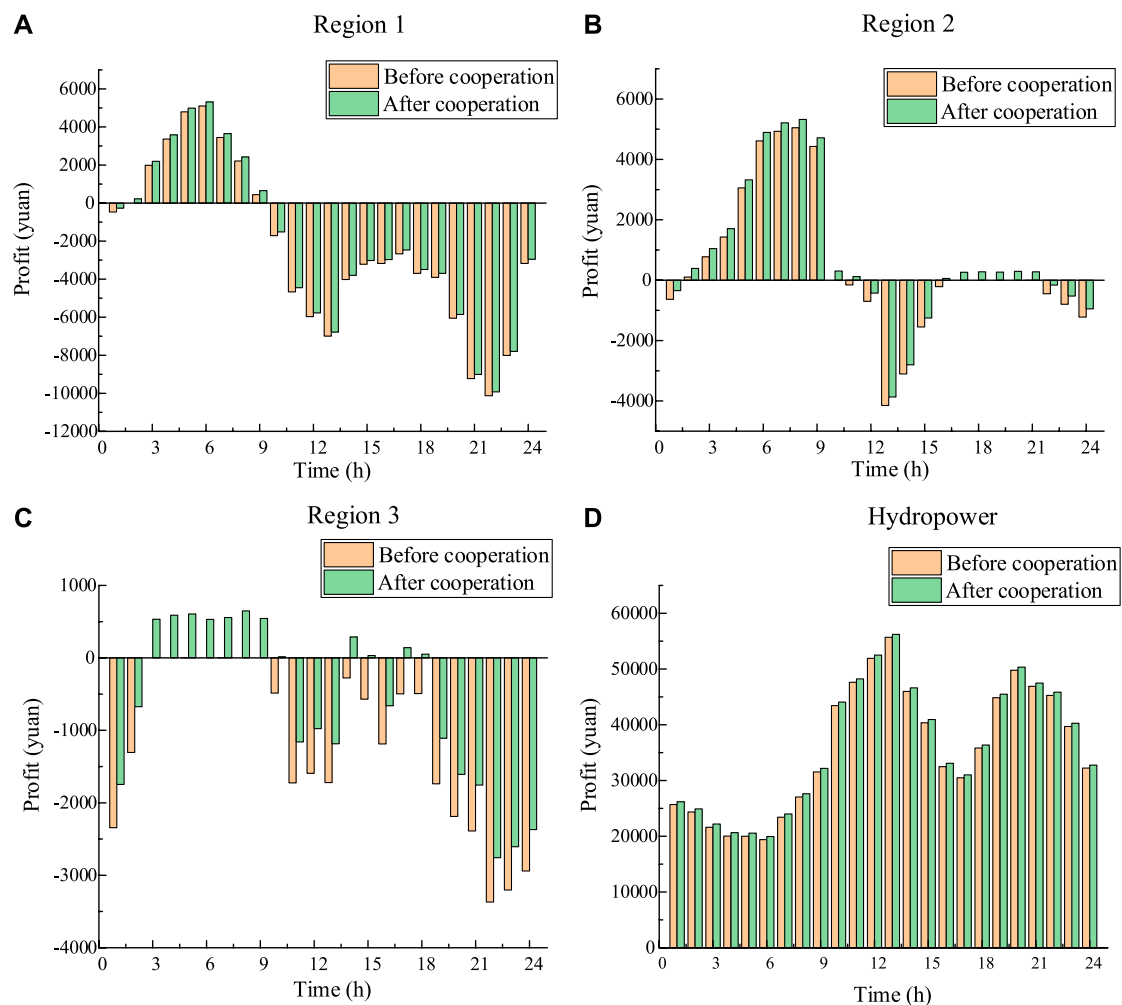 A
Region 1
Before cooperation
After cooperation
6000
4000
2000
0
-2000
-4000
-6000
-8000
-10000
-12000
Profit (yuan)
0 3 6 9 12 15 18 21 24
Time (h)
B
Region 2
Before cooperation
After cooperation
6000
4000
2000
0
-2000
-4000
Profit (yuan)
0 3 6 9 12 15 18 21 24
Time (h)
C
Region 3
Before cooperation
After cooperation
1000
0
-1000
-2000
-3000
-4000
Profit (yuan)
0 3 6 9 12 15 18 21 24
Time (h)
D
Hydropower
Before cooperation
After cooperation
60000
50000
40000
30000
20000
10000
0
Profit (yuan)
0 3 6 9 12 15 18 21 24
Time (h)